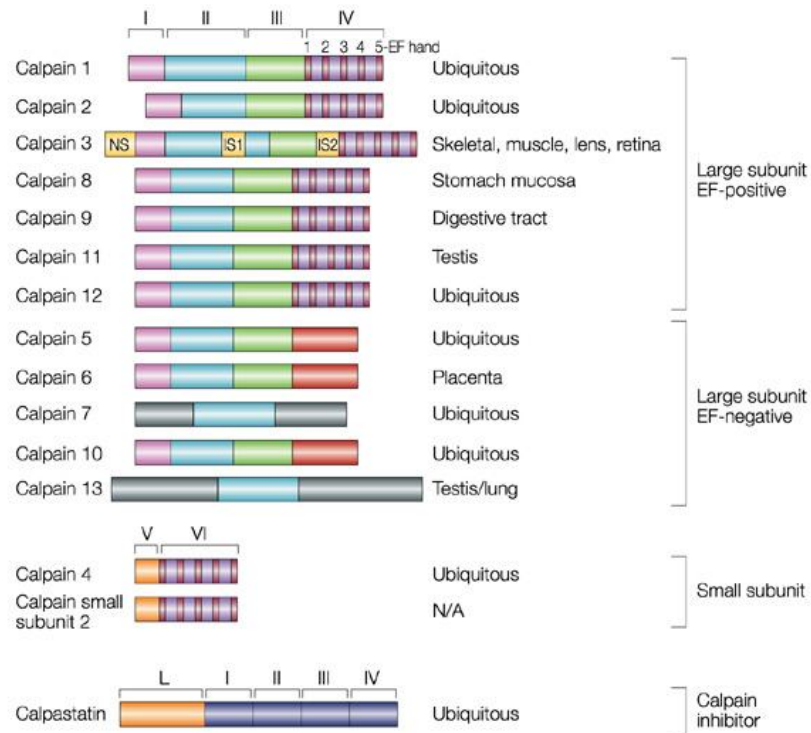 I II III IV
1 2 3 4 5-EF hand
Calpain 1 Ubiquitous
Calpain 2 Ubiquitous
Calpain 3 NS IS1 IS2 Skeletal, muscle, lens, retina
Calpain 8 Stomach mucosa
Calpain 9 Digestive tract
Calpain 11 Testis
Calpain 12 Ubiquitous
Large subunit
EF-positive
Calpain 5 Ubiquitous
Calpain 6 Placenta
Calpain 7 Ubiquitous
Calpain 10 Ubiquitous
Calpain 13 Testis/lung
Large subunit
EF-negative
V VI
Calpain 4 Ubiquitous
Calpain small
subunit 2 N/A
Small subunit
L I II III IV
Calpastatin Ubiquitous
Calpain
inhibitor